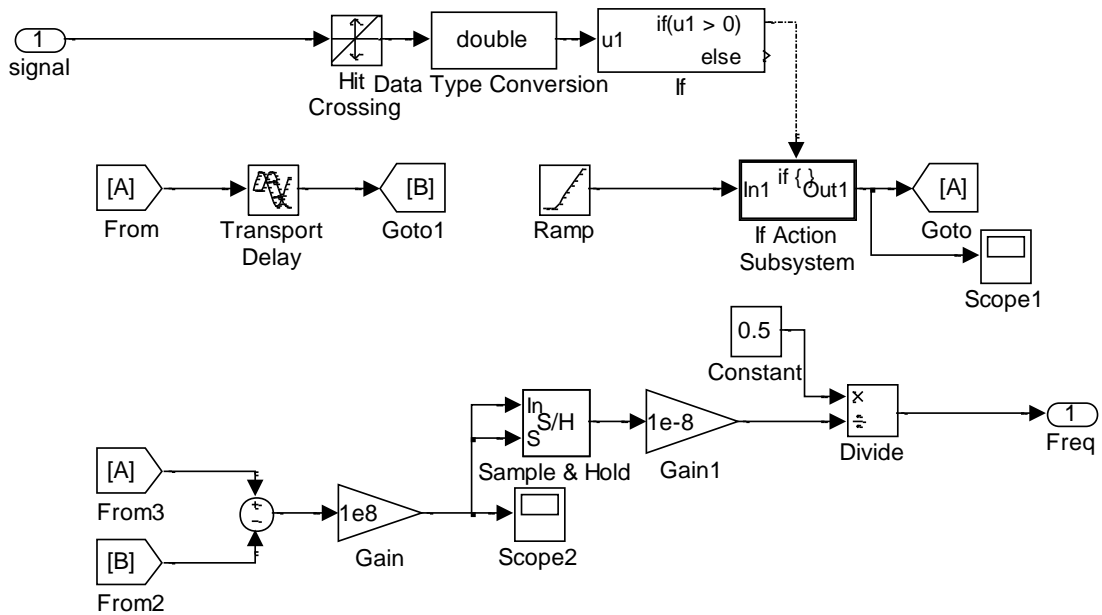 1
signal
Hit
Crossing
double
Data Type Conversion
u1
if(u1 > 0)
else
If
[A]
From
Transport
Delay
[B]
Goto1
Ramp
In1
if { }
Out1
If Action
Subsystem
[A]
Goto
Scope1
0.5
Constant
In
S/H
S
Sample & Hold
1e-8
Gain1
×
÷
Divide
1
Freq
[A]
From3
+
−
1e8
Gain
Scope2
[B]
From2